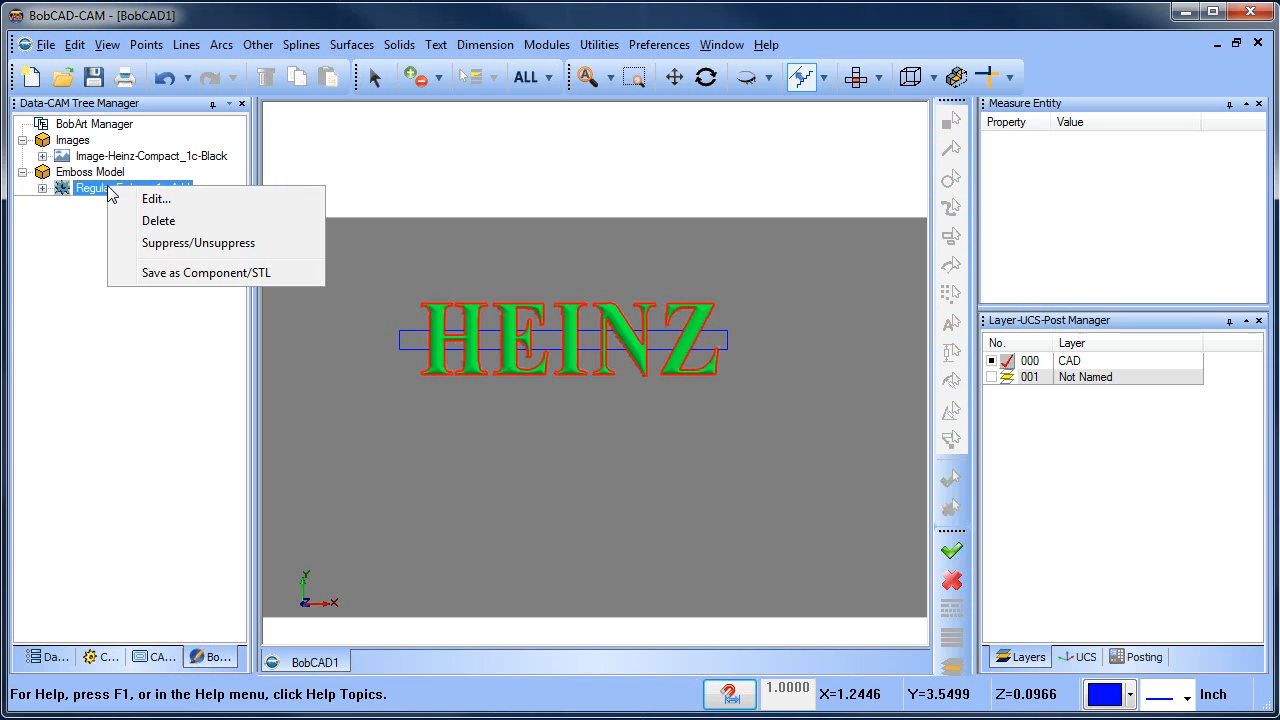 BobCAD-CAM - [BobCAD1]
File Edit View Points Lines Arcs Other Splines Surfaces Solids Text Dimension Modules Utilities Preferences Window Help
ALL
Data-CAM Tree Manager
BobArt Manager
Images
Image-Heinz-Compact_1c-Black
Emboss Model
Edit...
Delete
Suppress/Unsuppress
Save as Component/STL
HEINZ
Y
X
Z
Measure Entity
Property Value
Layer-UCS-Post Manager
No. Layer
000 CAD
001 Not Named
Da... C... CA... Bo...
BobCAD1
Layers UCS Posting
For Help, press F1, or in the Help menu, click Help Topics.
1.0000 X=1.2446 Y=3.5499 Z=0.0966 Inch